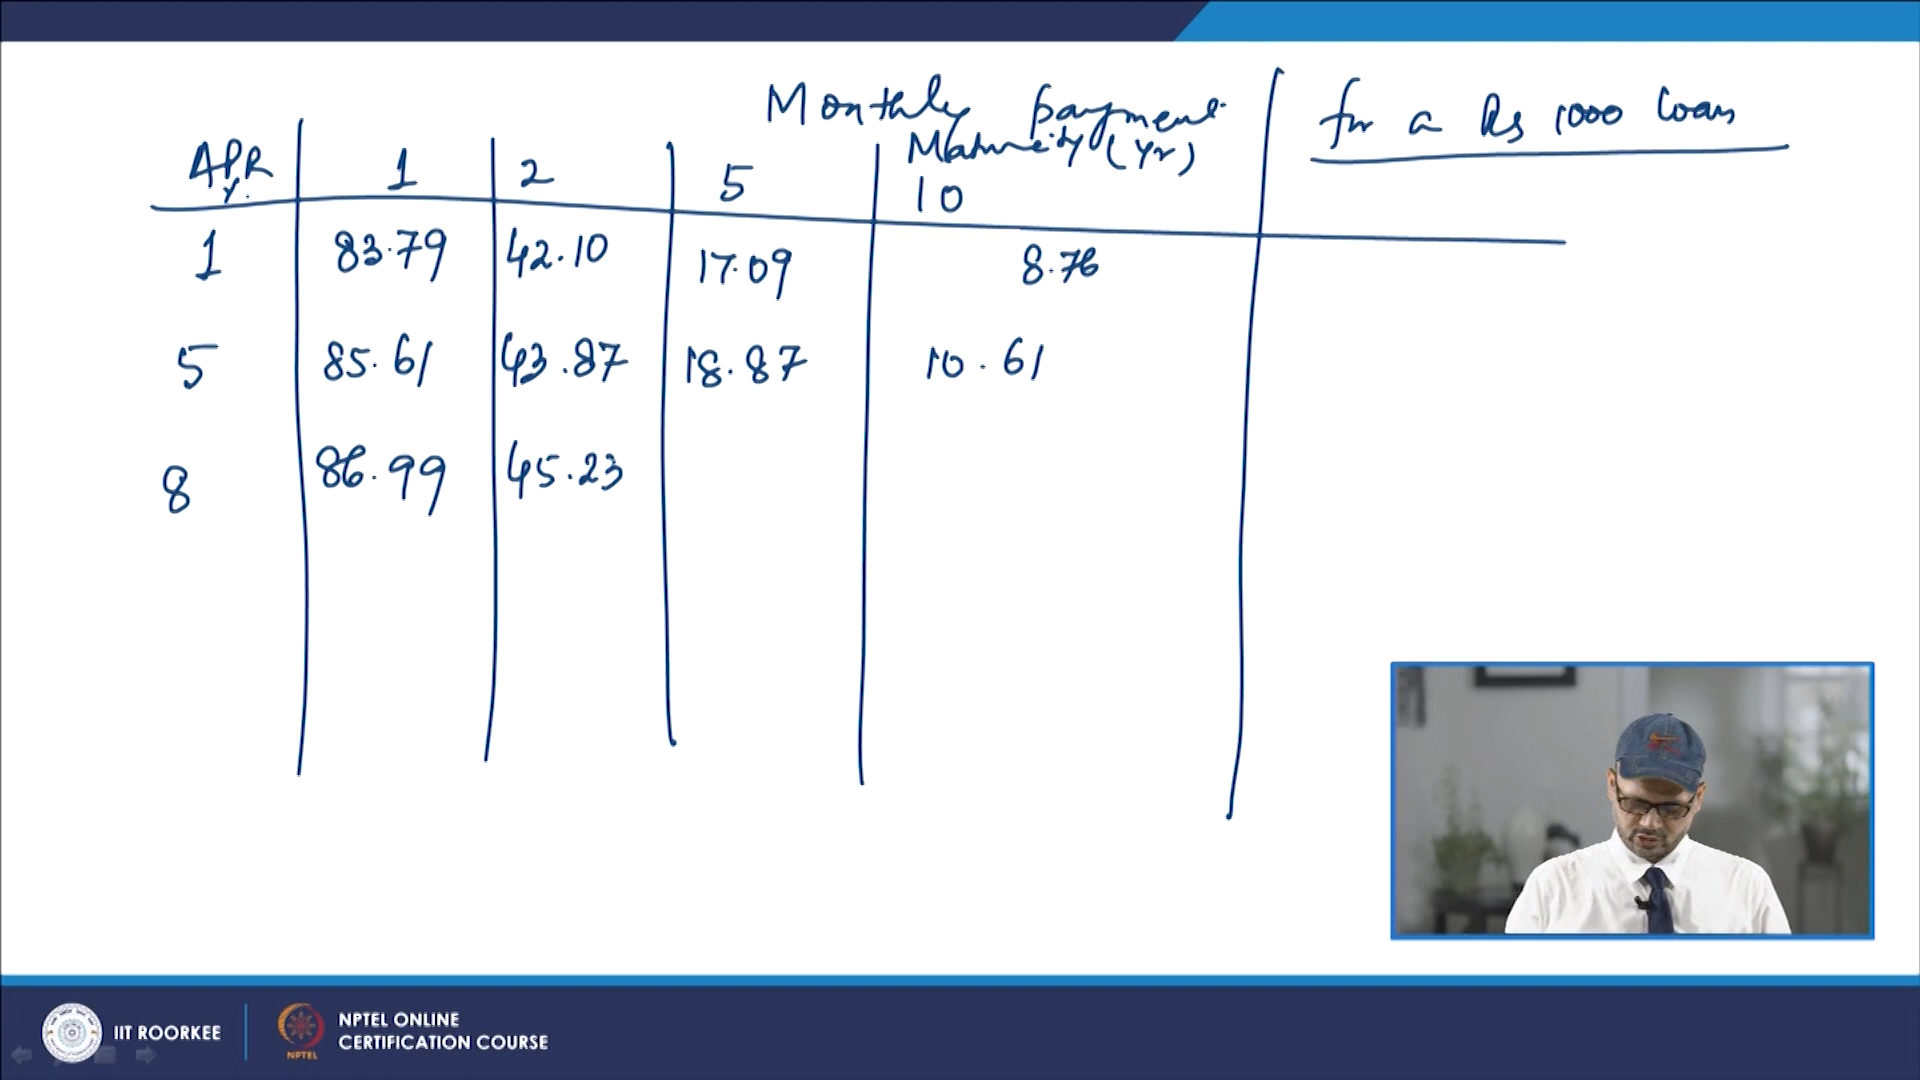 Monthly payment for a Rs 1000 loan
Maturity (Yr)
APR % 1 2 5 10
1 83.79 42.10 17.09 8.76
5 85.61 43.87 18.87 10.61
8 86.99 45.23
IIT ROORKEE
NPTEL
NPTEL ONLINE
CERTIFICATION COURSE